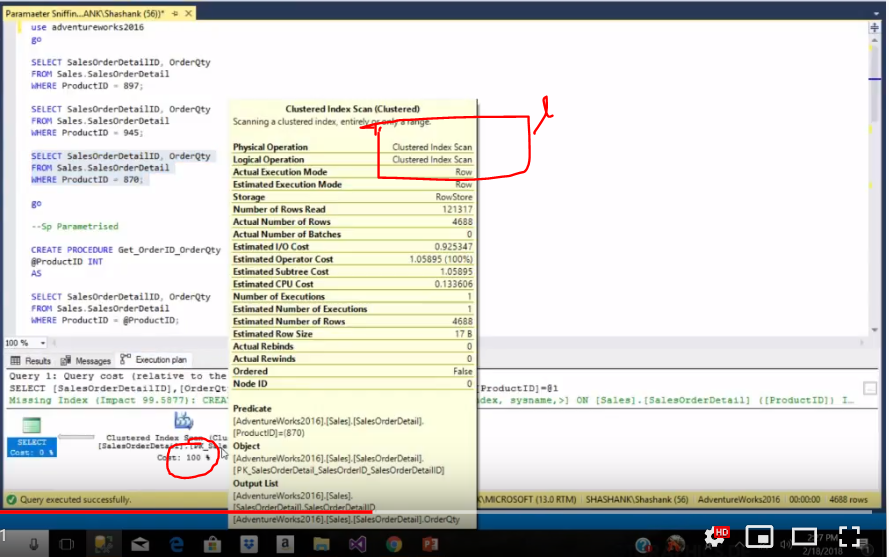 Paramaeter Sniffin...ANK\Shashank (56))*
use adventureworks2016
go
SELECT SalesOrderDetailID, OrderQty
FROM Sales.SalesOrderDetail
WHERE ProductID = 897;
SELECT SalesOrderDetailID, OrderQty
FROM Sales.SalesOrderDetail
WHERE ProductID = 945;
SELECT SalesOrderDetailID, OrderQty
FROM Sales.SalesOrderDetail
WHERE ProductID = 870;
go
--Sp Parametrised
CREATE PROCEDURE Get_OrderID_OrderQty
@ProductID INT
AS
SELECT SalesOrderDetailID, OrderQty
FROM Sales.SalesOrderDetail
WHERE ProductID = @ProductID;
Clustered Index Scan (Clustered)
Scanning a clustered index, entirely or only a range.
Physical Operation Clustered Index Scan
Logical Operation Clustered Index Scan
Actual Execution Mode Row
Estimated Execution Mode Row
Storage RowStore
Number of Rows Read 121317
Actual Number of Rows 4688
Actual Number of Batches 0
Estimated I/O Cost 0.925347
Estimated Operator Cost 1.05895 (100%)
Estimated Subtree Cost 1.05895
Estimated CPU Cost 0.133606
Number of Executions 1
Estimated Number of Executions 1
Estimated Number of Rows 4688
Estimated Row Size 17 B
Actual Rebinds 0
Actual Rewinds 0
Ordered False
Node ID 0
Predicate
[AdventureWorks2016].[Sales].[SalesOrderDetail].
[ProductID]=(870)
Object
[AdventureWorks2016].[Sales].[SalesOrderDetail].
[PK_SalesOrderDetail_SalesOrderID_SalesOrderDetailID]
Output List
[AdventureWorks2016].[Sales].
[SalesOrderDetail].SalesOrderDetailID,
[AdventureWorks2016].[Sales].[SalesOrderDetail].OrderQty
100 %
Results Messages Execution plan
Query 1: Query cost (relative to the
SELECT [SalesOrderDetailID],[OrderQt [ProductID]=@1
Missing Index (Impact 99.5877): CREA ndex, sysname,>] ON [Sales].[SalesOrderDetail] ([ProductID]) I...
SELECT
Cost: 0 %
Clustered Index Scan (Clu
[SalesOrderDetail].[PK_Sale
Cost: 100 %
Query executed successfully.
K\MICROSOFT (13.0 RTM) SHASHANK\Shashank (56) AdventureWorks2016 00:00:00 4688 rows
HD
2/18/2018